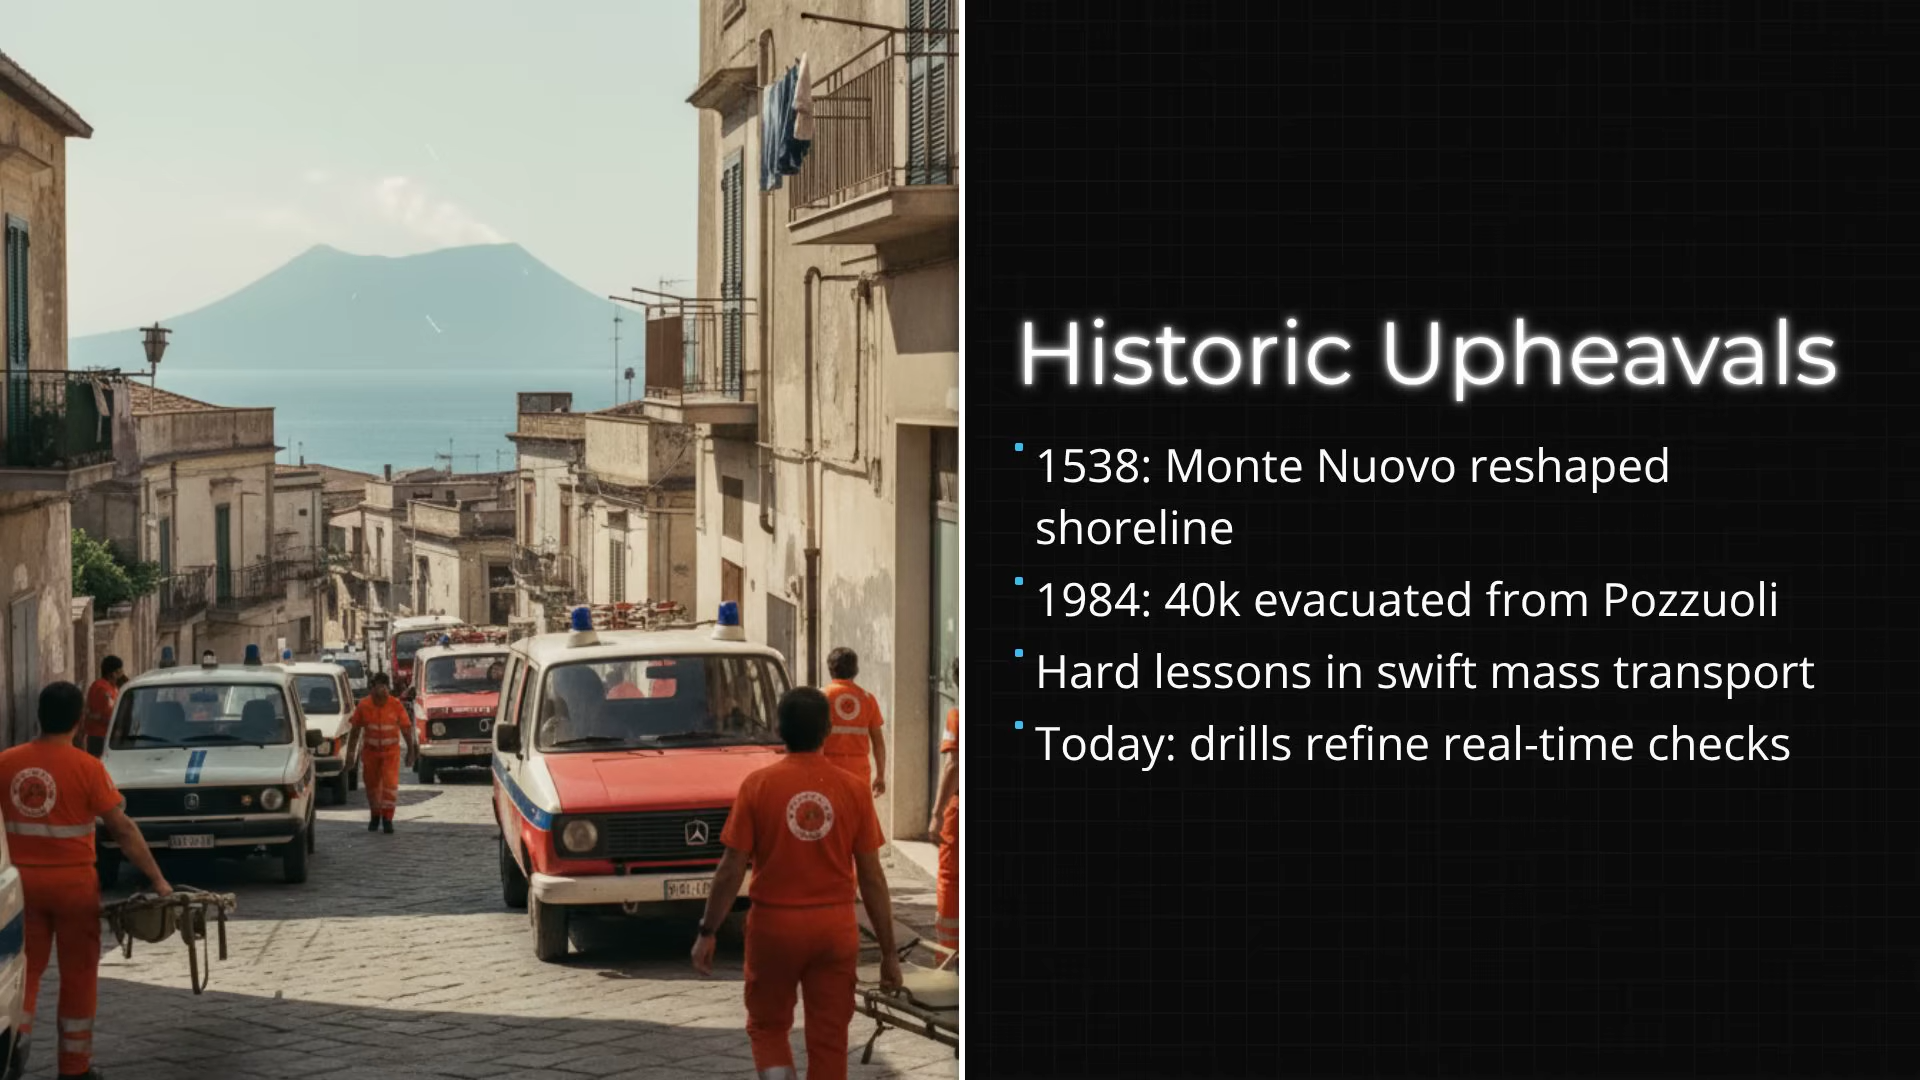 Historic Upheavals
1538: Monte Nuovo reshaped
shoreline
1984: 40k evacuated from Pozzuoli
Hard lessons in swift mass transport
Today: drills refine real-time checks